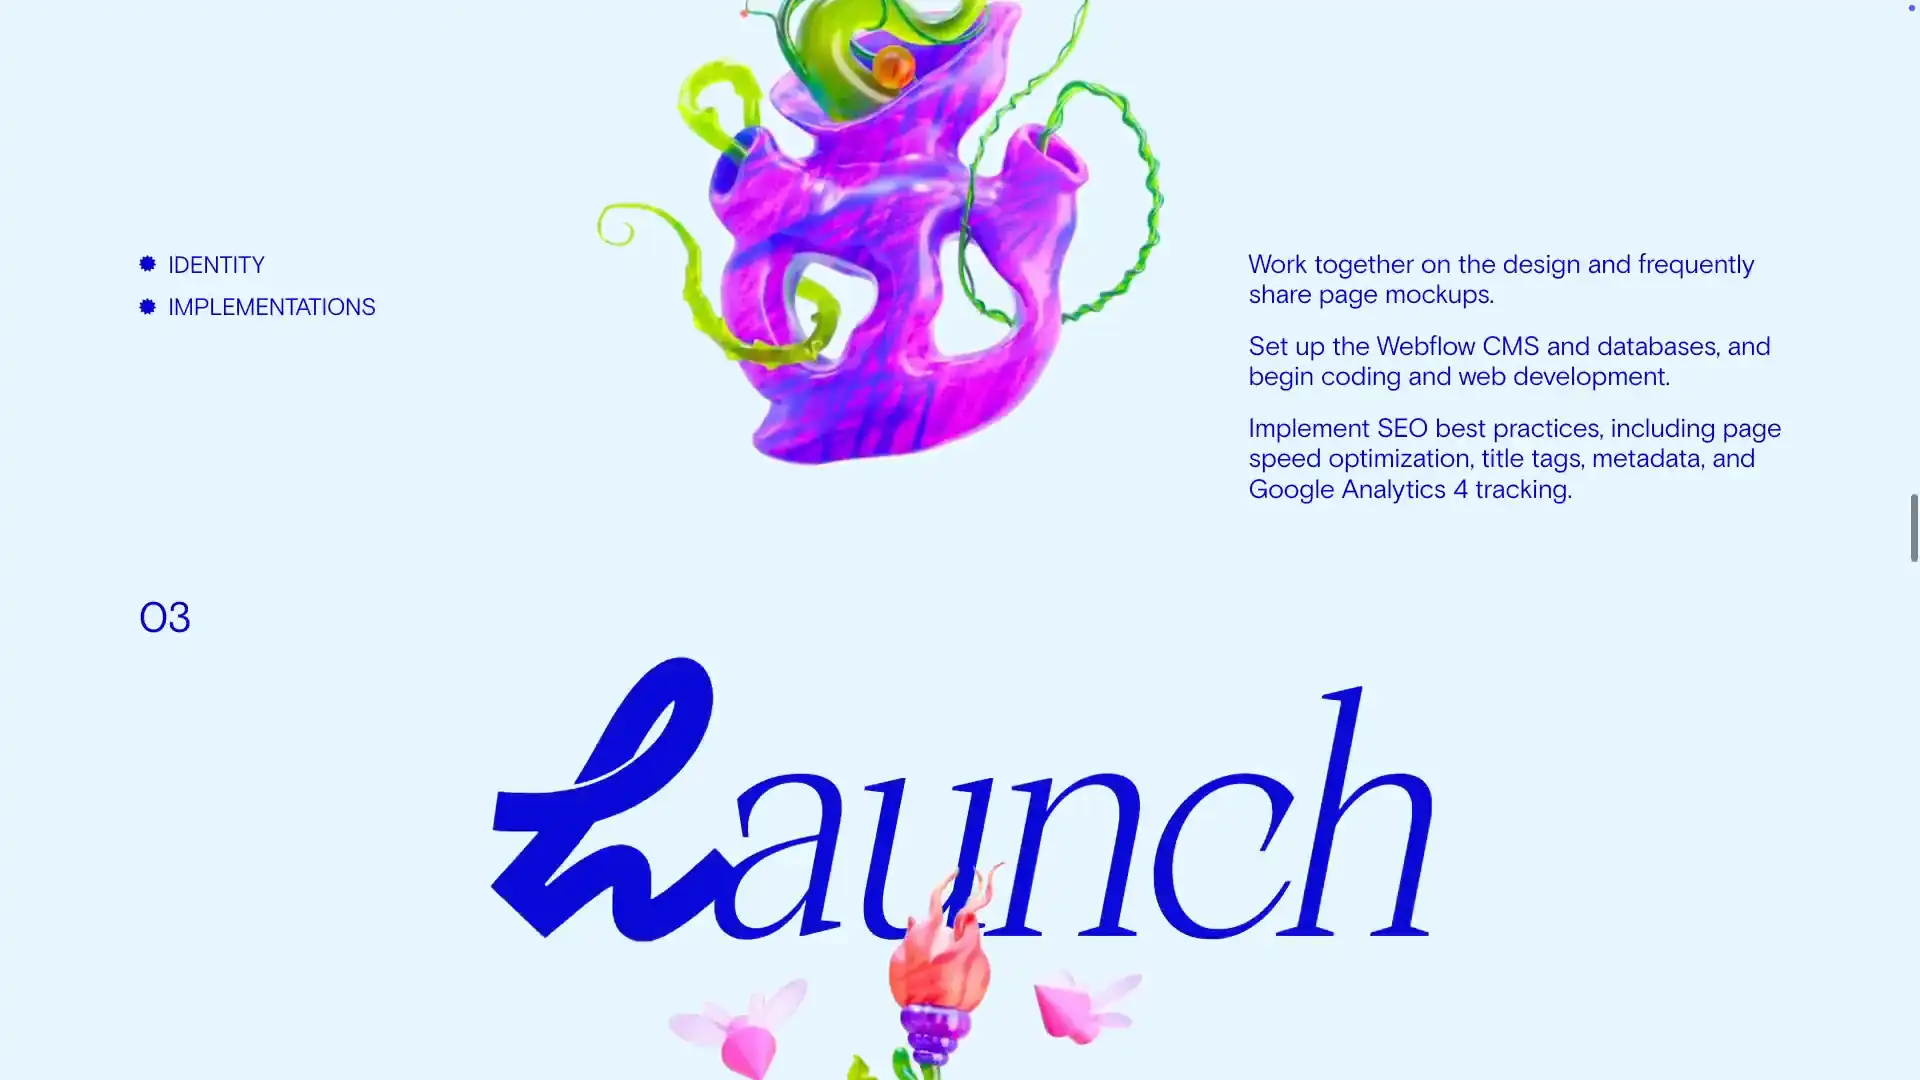 IDENTITY
IMPLEMENTATIONS
Work together on the design and frequently
share page mockups.
Set up the Webflow CMS and databases, and
begin coding and web development.
Implement SEO best practices, including page
speed optimization, title tags, metadata, and
Google Analytics 4 tracking.
03
Launch